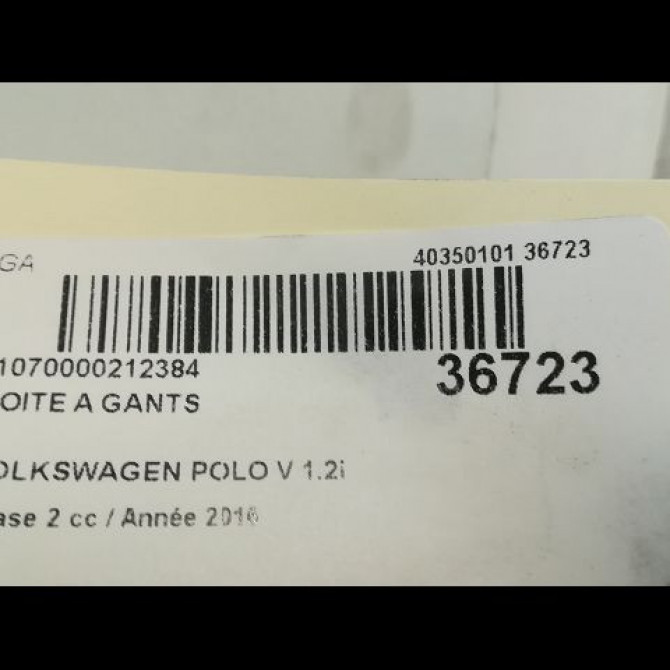 GA
40350101 36723
1070000212384
36723
OITE A GANTS
OLKSWAGEN POLO V 1.2i
ase 2 cc / Année 2016